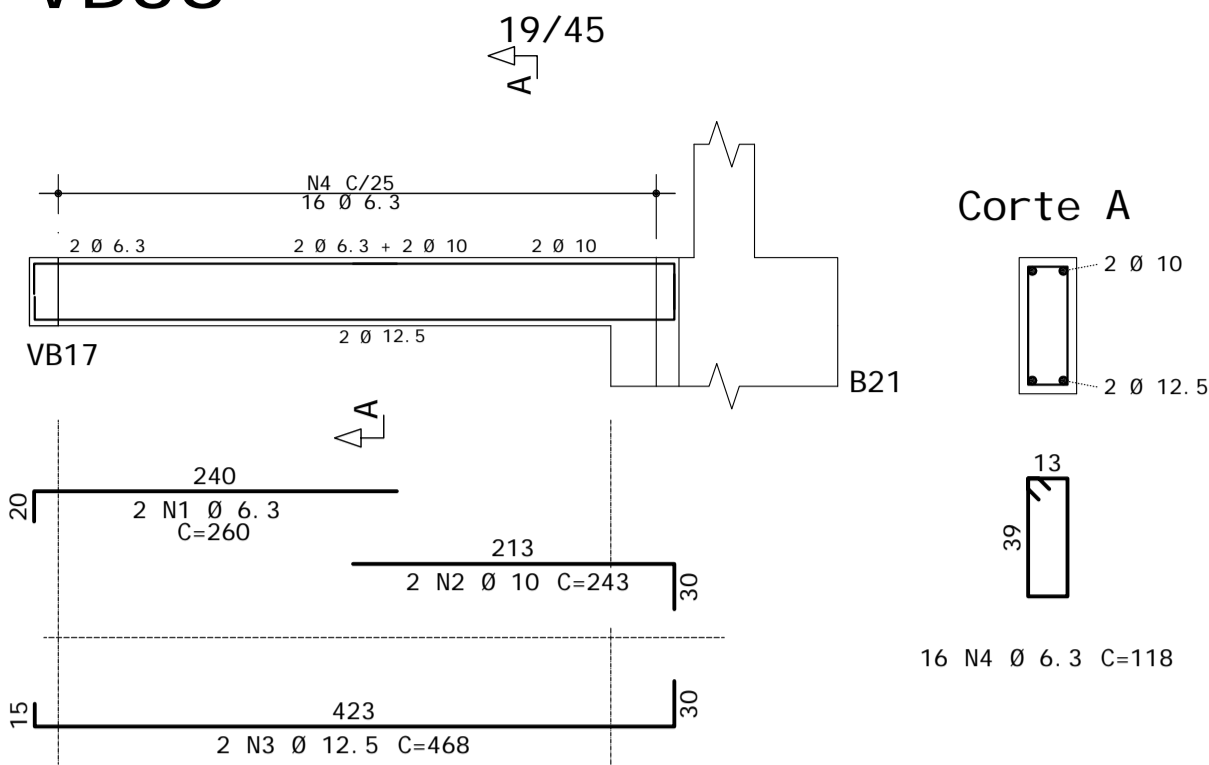 19/45
A
N4 C/25
16 Ø 6.3
2 Ø 6.3
2 Ø 6.3 + 2 Ø 10
2 Ø 10
2 Ø 12.5
VB17
B21
A
Corte A
2 Ø 10
2 Ø 12.5
240
20
2 N1 Ø 6.3
C=260
213
2 N2 Ø 10 C=243
30
13
39
16 N4 Ø 6.3 C=118
15
423
30
2 N3 Ø 12.5 C=468